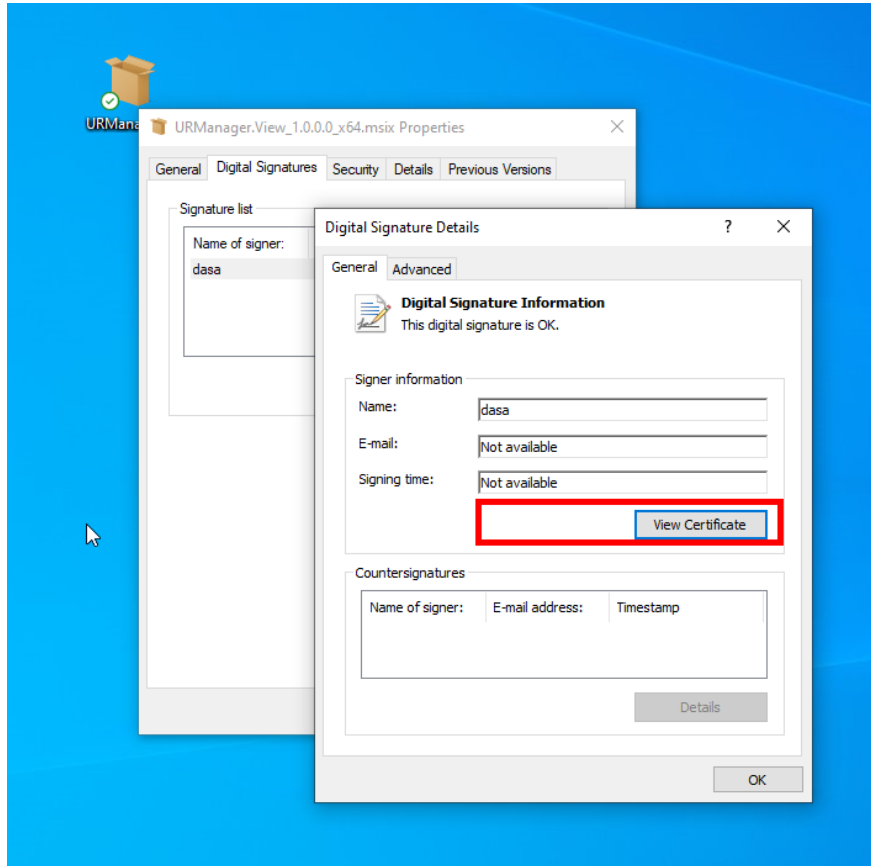 URMana
URManager.View_1.0.0.0_x64.msix Properties
General Digital Signatures Security Details Previous Versions
Signature list
Name of signer:
dasa
Digital Signature Details
?
General Advanced
Digital Signature Information
This digital signature is OK.
Signer information
Name: dasa
E-mail: Not available
Signing time: Not available
View Certificate
Countersignatures
Name of signer: E-mail address: Timestamp
Details
OK